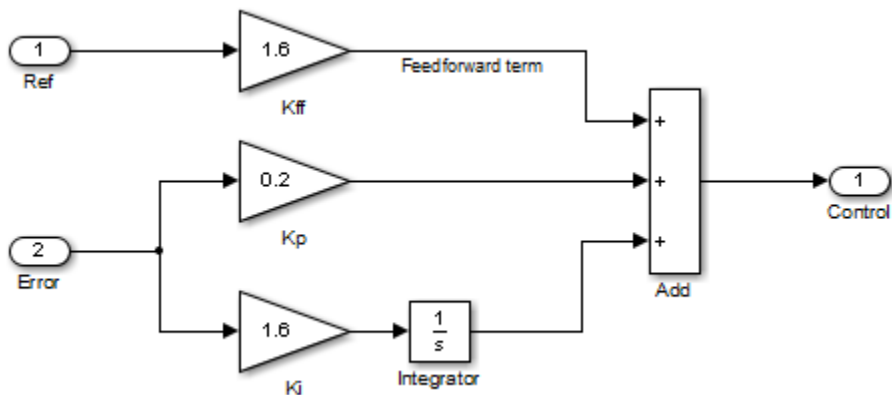 1
Ref
1.6
Kff
Feedforward term
+
0.2
Kp
+
2
Error
1.6
Ki
1
s
Integrator
+
Add
1
Control